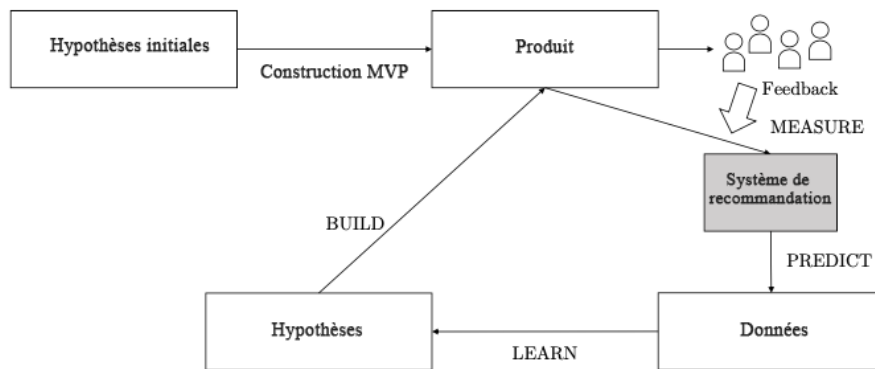 Hypothèses initiales
Construction MVP
Produit
Feedback
MEASURE
Système de
recommandation
PREDICT
Données
LEARN
Hypothèses
BUILD